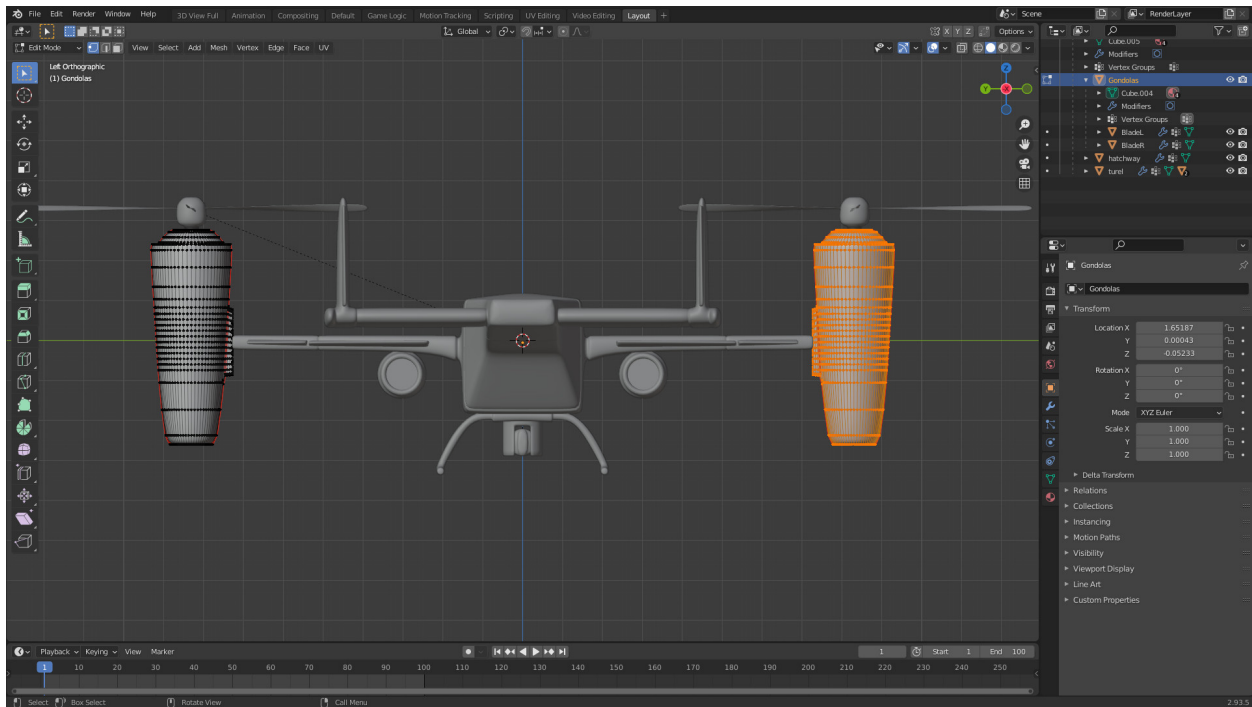 File Edit Render Window Help 3D View Full Animation Compositing Default Game Logic Motion Tracking Scripting UV Editing Video Editing Layout + Scene RenderLayer
Global X Y Z Options
Edit Mode View Select Add Mesh Vertex Edge Face UV
Left Orthographic
(1) Gondolas
Z
Y
X
Cube.005 4
Modifiers
Vertex Groups
Gondolas
Cube.004 4
Modifiers
Vertex Groups
BladeL
BladeR
hatchway
turel 2
Gondolas
Gondolas
Transform
Location X 1.65187
Y 0.00043
Z -0.05233
Rotation X 0°
Y 0°
Z 0°
Mode XYZ Euler
Scale X 1.000
Y 1.000
Z 1.000
Delta Transform
Relations
Collections
Instancing
Motion Paths
Visibility
Viewport Display
Line Art
Custom Properties
Playback Keying View Marker 1 Start 1 End 100
1 10 20 30 40 50 60 70 80 90 100 110 120 130 140 150 160 170 180 190 200 210 220 230 240 250
Select Box Select Rotate View Call Menu 2.93.5